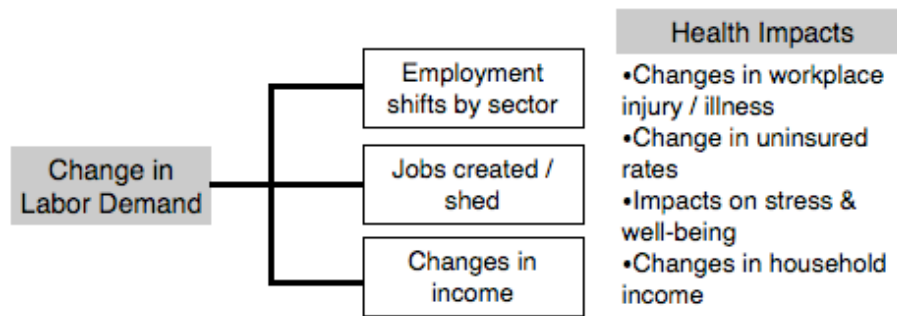 Change in
Labor Demand
Employment
shifts by sector
Jobs created /
shed
Changes in
income
Health Impacts
•Changes in workplace
injury / illness
•Change in uninsured
rates
•Impacts on stress &
well-being
•Changes in household
income